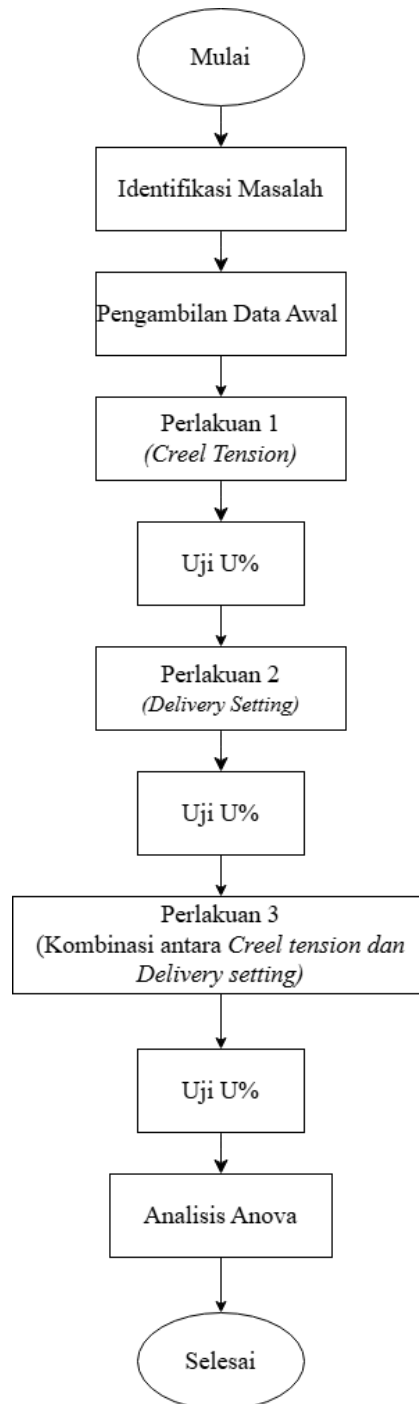 Mulai
Identifikasi Masalah
Pengambilan Data Awal
Perlakuan 1
(Creel Tension)
Uji U%
Perlakuan 2
(Delivery Setting)
Uji U%
Perlakuan 3
(Kombinasi antara Creel tension dan
Delivery setting)
Uji U%
Analisis Anova
Selesai